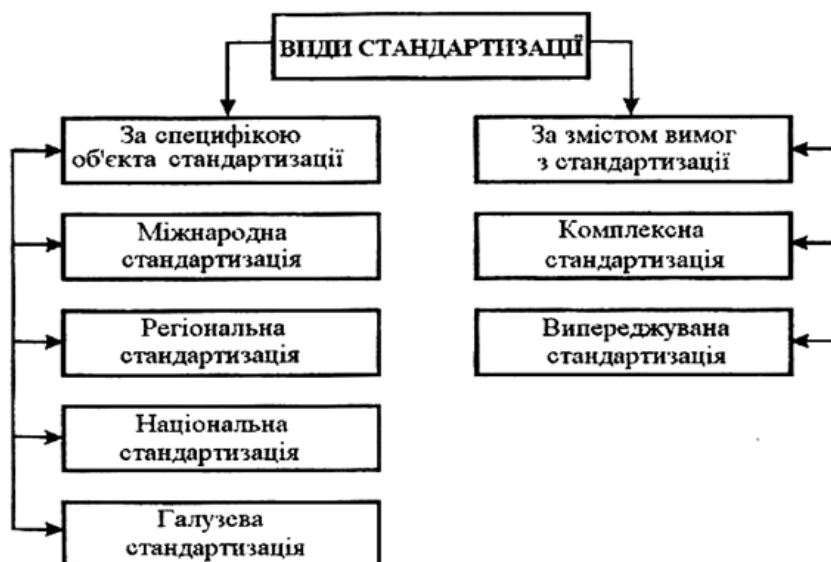 ВИДИ СТАНДАРТИЗАЦІЇ
За специфікою
об'єкта стандартизації
Міжнародна
стандартизація
Регіональна
стандартизація
Національна
стандартизація
Галузева
стандартизація
За змістом вимог
з стандартизації
Комплексна
стандартизація
Випереджувана
стандартизація